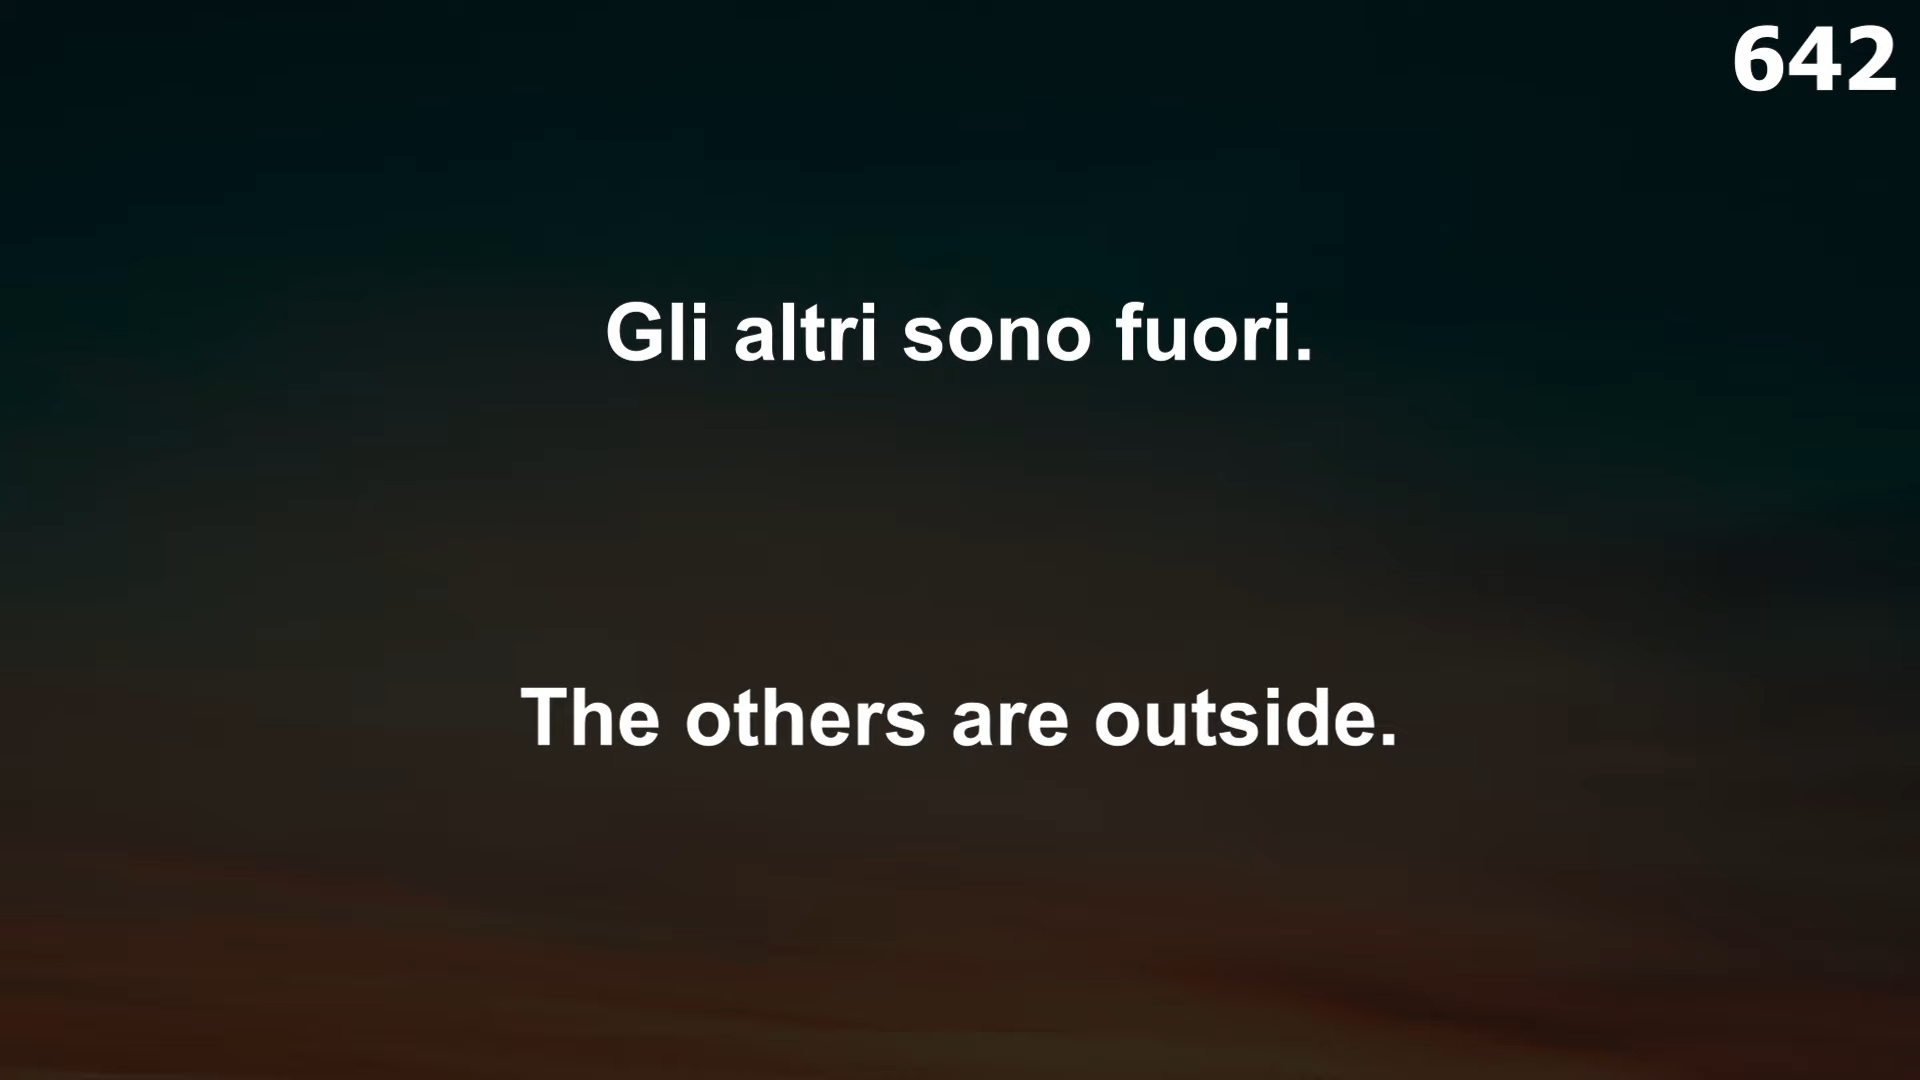 642
Gli altri sono fuori.
The others are outside.